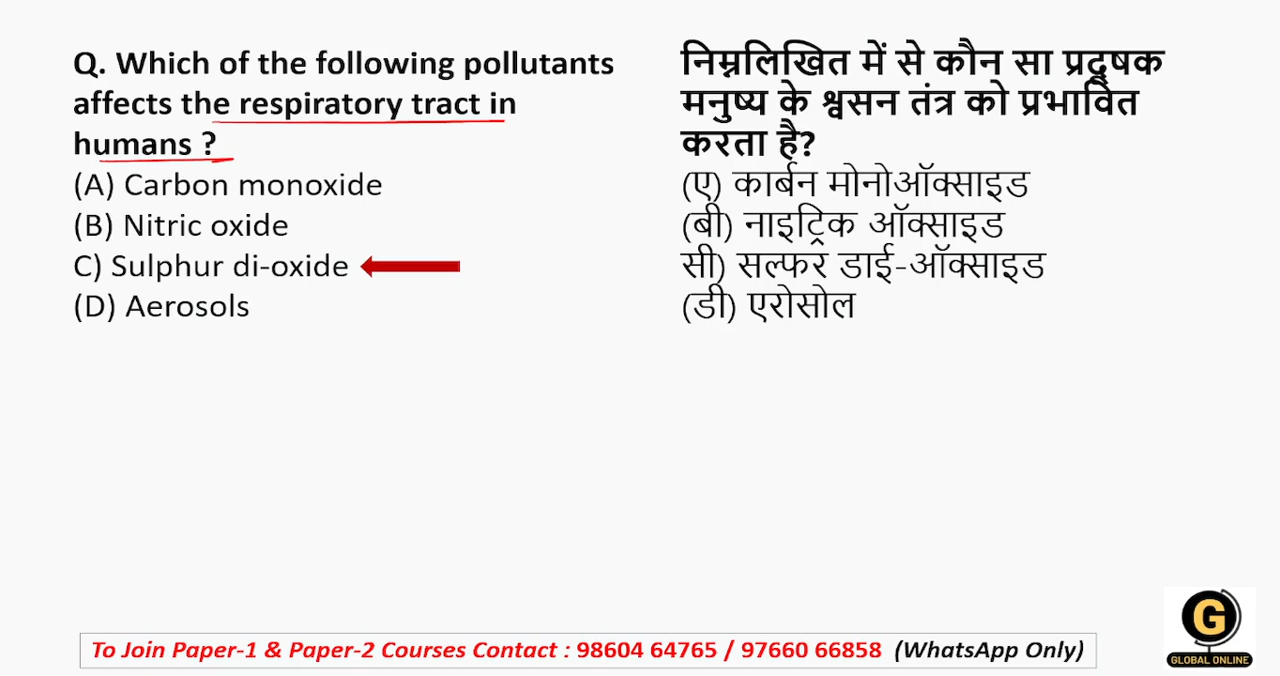 Q. Which of the following pollutants
affects the respiratory tract in
humans ?
(A) Carbon monoxide
(B) Nitric oxide
C) Sulphur di-oxide
(D) Aerosols
निम्नलिखित में से कौन सा प्रदूषक
मनुष्य के श्वसन तंत्र को प्रभावित
करता है?
(ए) कार्बन मोनोऑक्साइड
(बी) नाइट्रिक ऑक्साइड
सी) सल्फर डाई-ऑक्साइड
(डी) एरोसोल
To Join Paper-1 & Paper-2 Courses Contact : 98604 64765 / 97660 66858 (WhatsApp Only)
G
GLOBAL ONLINE